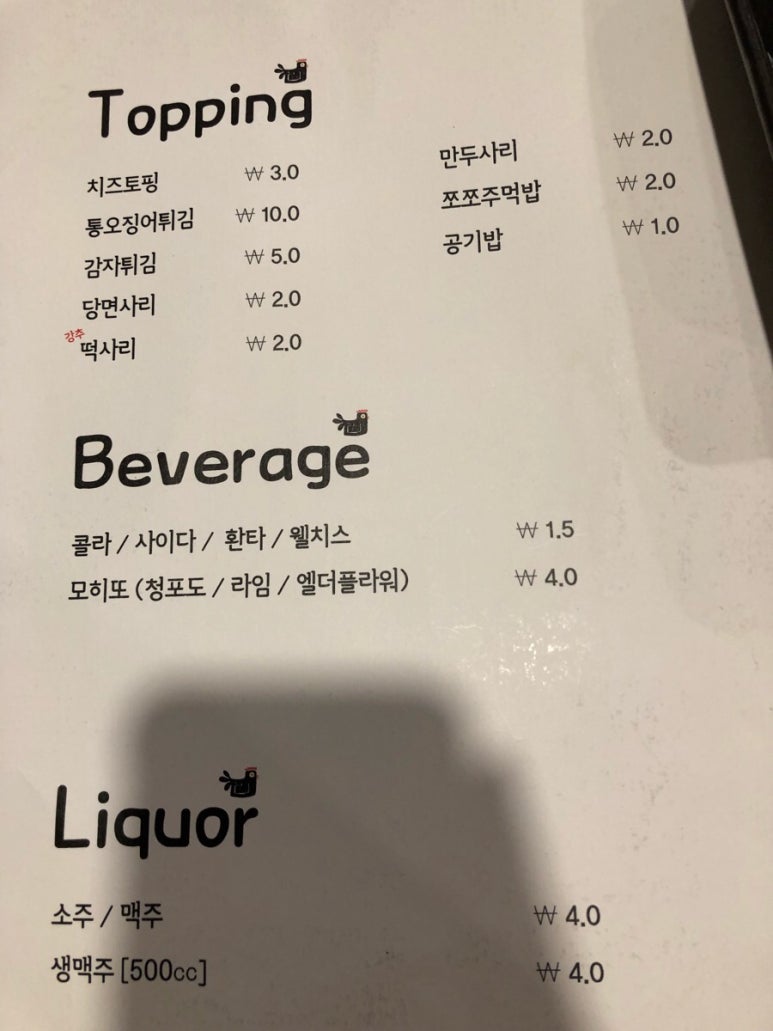 Topping
치즈토핑 ₩ 3.0
통오징어튀김 ₩ 10.0
감자튀김 ₩ 5.0
당면사리 ₩ 2.0
강추 떡사리 ₩ 2.0
만두사리 ₩ 2.0
쪼쪼주먹밥 ₩ 2.0
공기밥 ₩ 1.0
Beverage
콜라 / 사이다 / 환타 / 웰치스 ₩ 1.5
모히또 (청포도 / 라임 / 엘더플라워) ₩ 4.0
Liquor
소주 / 맥주 ₩ 4.0
생맥주 [500cc] ₩ 4.0